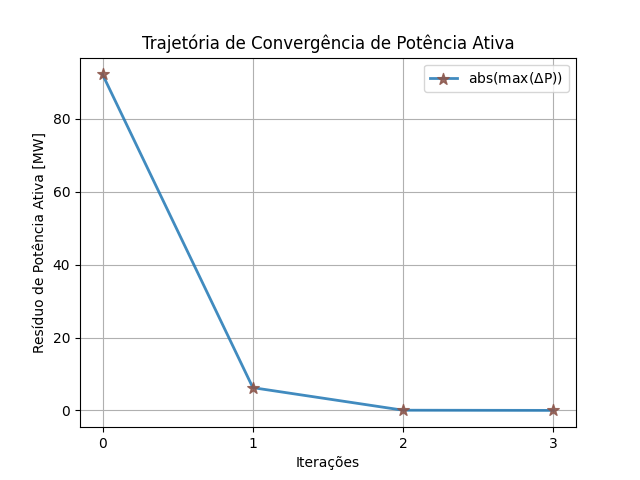 Trajetória de Convergência de Potência Ativa
abs(max(ΔP))
Resíduo de Potência Ativa [MW]
80
60
40
20
0
0 1 2 3
Iterações